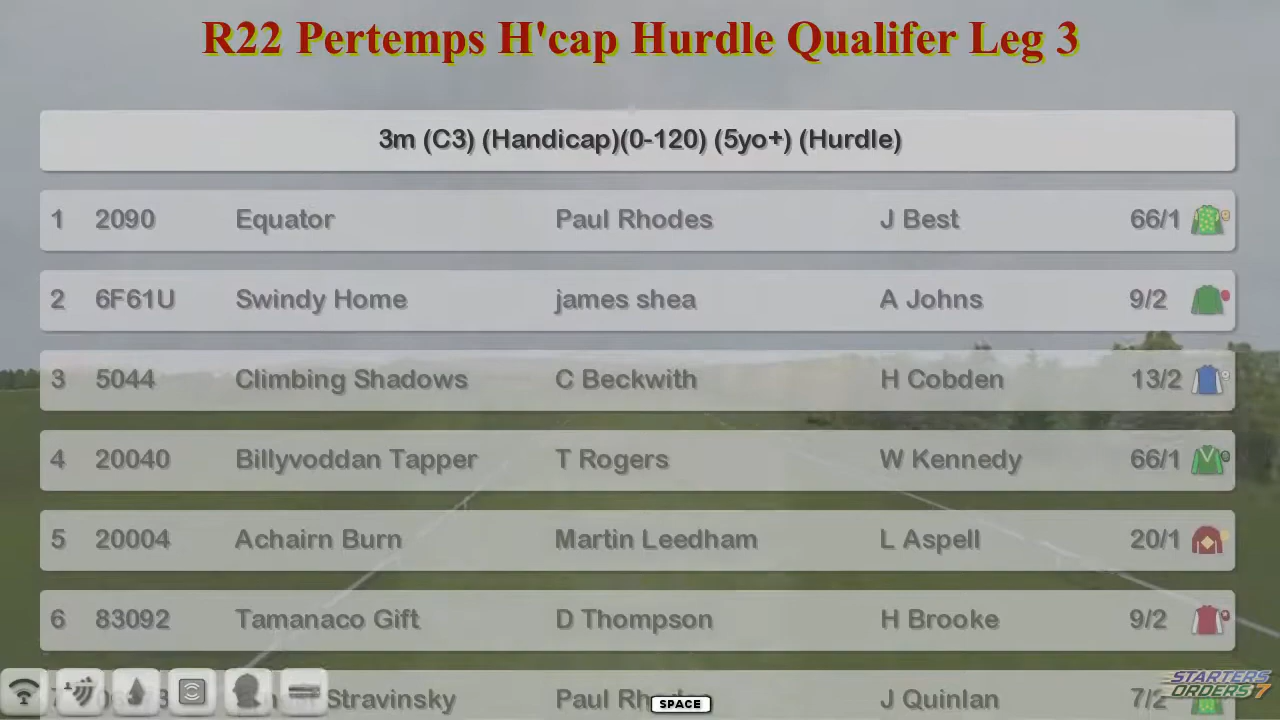 R22 Pertemps H'cap Hurdle Qualifer Leg 3
3m (C3) (Handicap)(0-120) (5yo+) (Hurdle)
1 2090 Equator Paul Rhodes J Best 66/1
2 6F61U Swindy Home james shea A Johns 9/2
3 5044 Climbing Shadows C Beckwith H Cobden 13/2
4 20040 Billyvoddan Tapper T Rogers W Kennedy 66/1
5 20004 Achairn Burn Martin Leedham L Aspell 20/1
6 83092 Tamanaco Gift D Thompson H Brooke 9/2
Stravinsky Paul J Quinlan 7/2
SPACE
STARTERS ORDERS 7